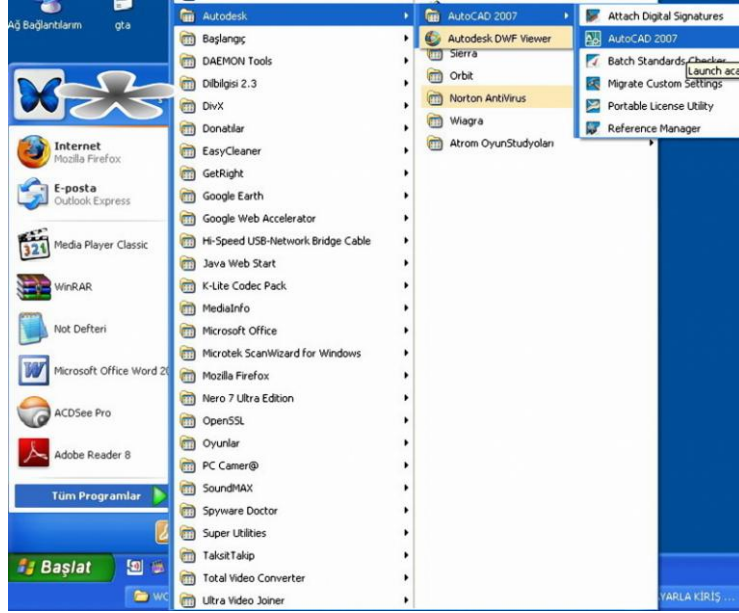 Ağ Bağlantılarım
gta
Internet
Mozilla Firefox
E-posta
Outlook Express
Media Player Classic
WinRAR
Not Defteri
Microsoft Office Word 20
ACDSee Pro
Adobe Reader 8
Tüm Programlar
Başlat
Autodesk
Başlangıç
DAEMON Tools
Dilbilgisi 2.3
DivX
Donatılar
EasyCleaner
GetRight
Google Earth
Google Web Accelerator
Hi-Speed USB-Network Bridge Cable
Java Web Start
K-Lite Codec Pack
MediaInfo
Microsoft Office
Microtek ScanWizard for Windows
Mozilla Firefox
Nero 7 Ultra Edition
OpenSSL
Oyunlar
PC Camer@
SoundMAX
Spyware Doctor
Super Utilities
TaksitTakip
Total Video Converter
Ultra Video Joiner
AutoCAD 2007
Autodesk DWF Viewer
Sierra
Orbit
Norton AntiVirus
Wiagra
Atrom OyunStudyoları
Attach Digital Signatures
AutoCAD 2007
Batch Standards Checker
Launch aca
Migrate Custom Settings
Portable License Utility
Reference Manager
WO
YARLA KİRİŞ ...